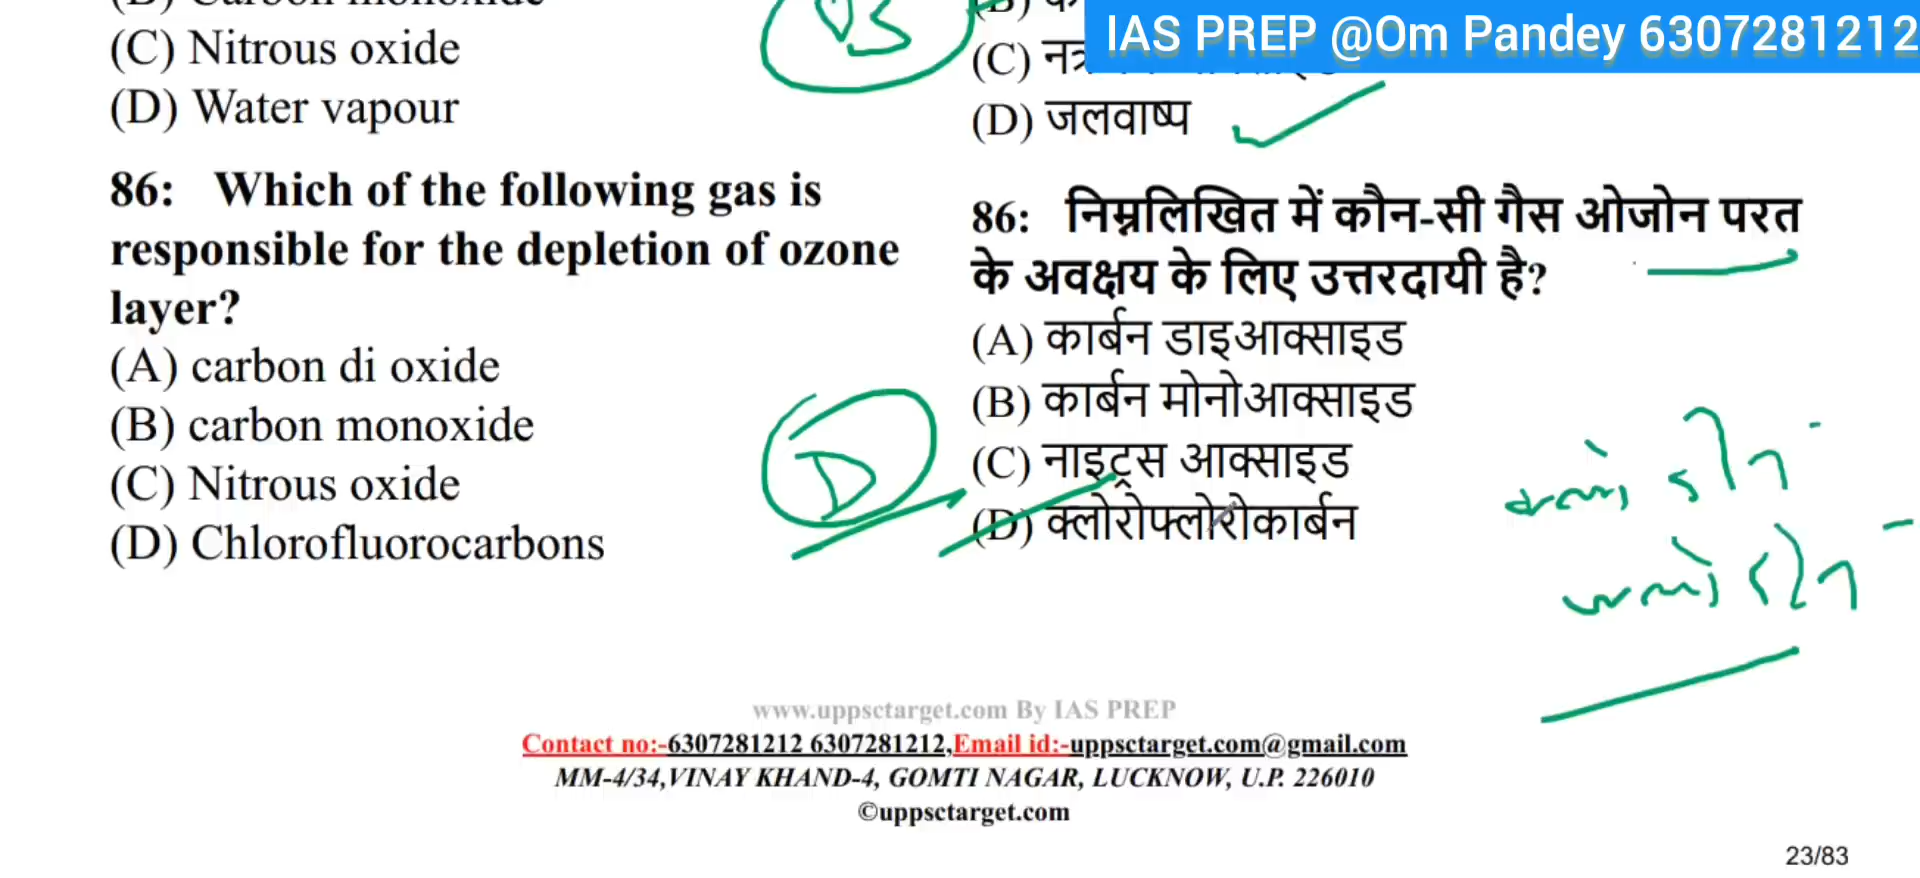 (C) Nitrous oxide
(D) Water vapour
86: Which of the following gas is
responsible for the depletion of ozone
layer?
(A) carbon di oxide
(B) carbon monoxide
(C) Nitrous oxide
(D) Chlorofluorocarbons
IAS PREP @Om Pandey 6307281212
(C)
(D) जलवाष्प
86: निम्नलिखित में कौन-सी गैस ओजोन परत
के अवक्षय के लिए उत्तरदायी है?
(A) कार्बन डाइआक्साइड
(B) कार्बन मोनोआक्साइड
(C) नाइट्रस आक्साइड
(D) क्लोरोफ्लोरोकार्बन
D
www.uppsctarget.com By IAS PREP
Contact no:-6307281212 6307281212,Email id:-uppsctarget.com@gmail.com
MM-4/34,VINAY KHAND-4, GOMTI NAGAR, LUCKNOW, U.P. 226010
©uppsctarget.com
23/83